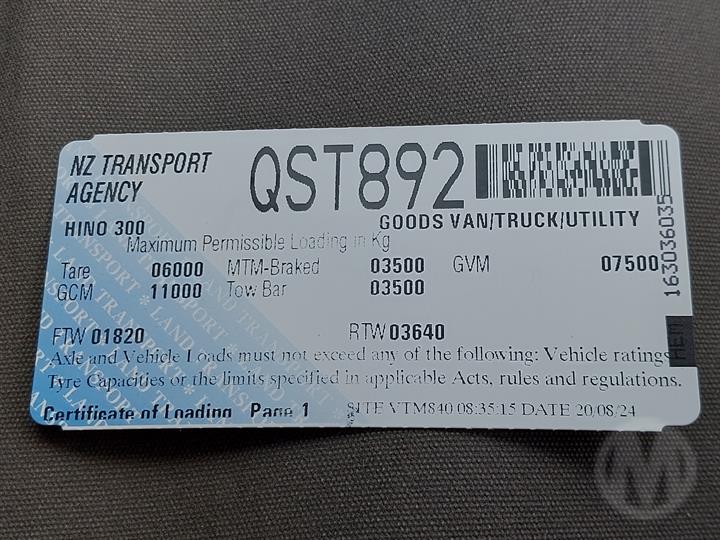 NZ TRANSPORT AGENCY
QST892
HINO 300
GOODS VAN/TRUCK/UTILITY
Maximum Permissible Loading in Kg
Tare 06000 MTM-Braked 03500 GVM 07500
GCM 11000 Tow Bar 03500
FTW 01820 RTW 03640
Axle and Vehicle Loads must not exceed any of the following: Vehicle ratings
Tyre Capacities or the limits specified in applicable Acts, rules and regulations.
Certificate of Loading Page 1 SITE VTM840 08:35:15 DATE 20/08/24
163036035
M